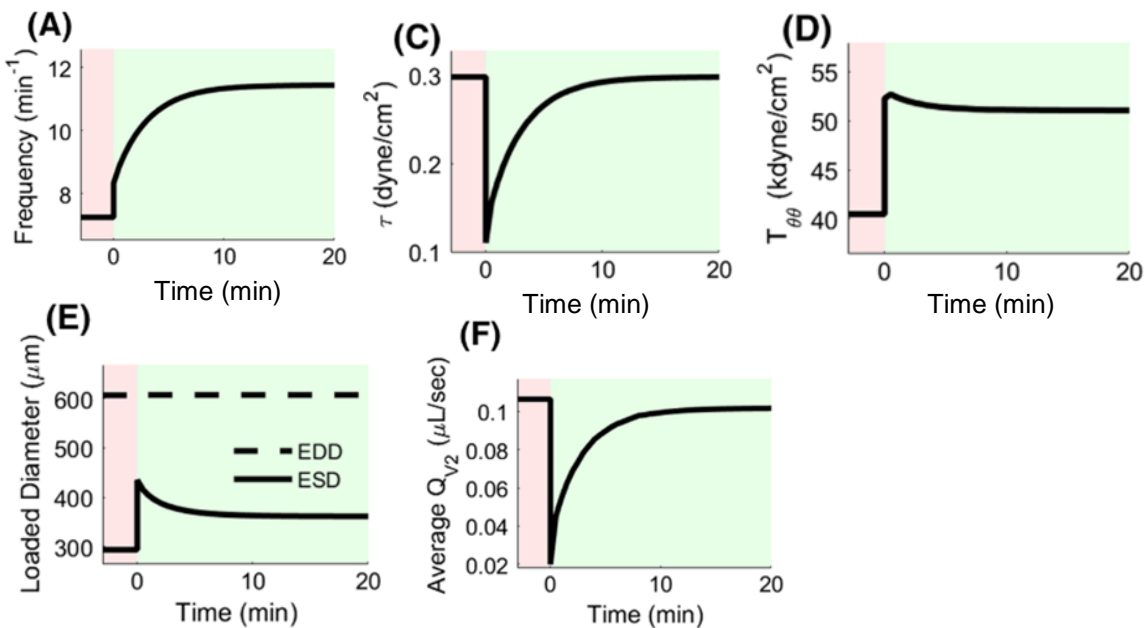 (A)
Frequency (min⁻¹)
12
10
8
0 10 20
Time (min)
(C)
τ (dyne/cm²)
0.3
0.2
0.1
0 10 20
Time (min)
(D)
T_θθ (kdyne/cm²)
55
50
45
40
0 10 20
Time (min)
(E)
Loaded Diameter (μm)
600
500
400
300
EDD
ESD
0 10 20
Time (min)
(F)
Average Q_V2 (μL/sec)
0.1
0.08
0.06
0.04
0.02
0 10 20
Time (min)